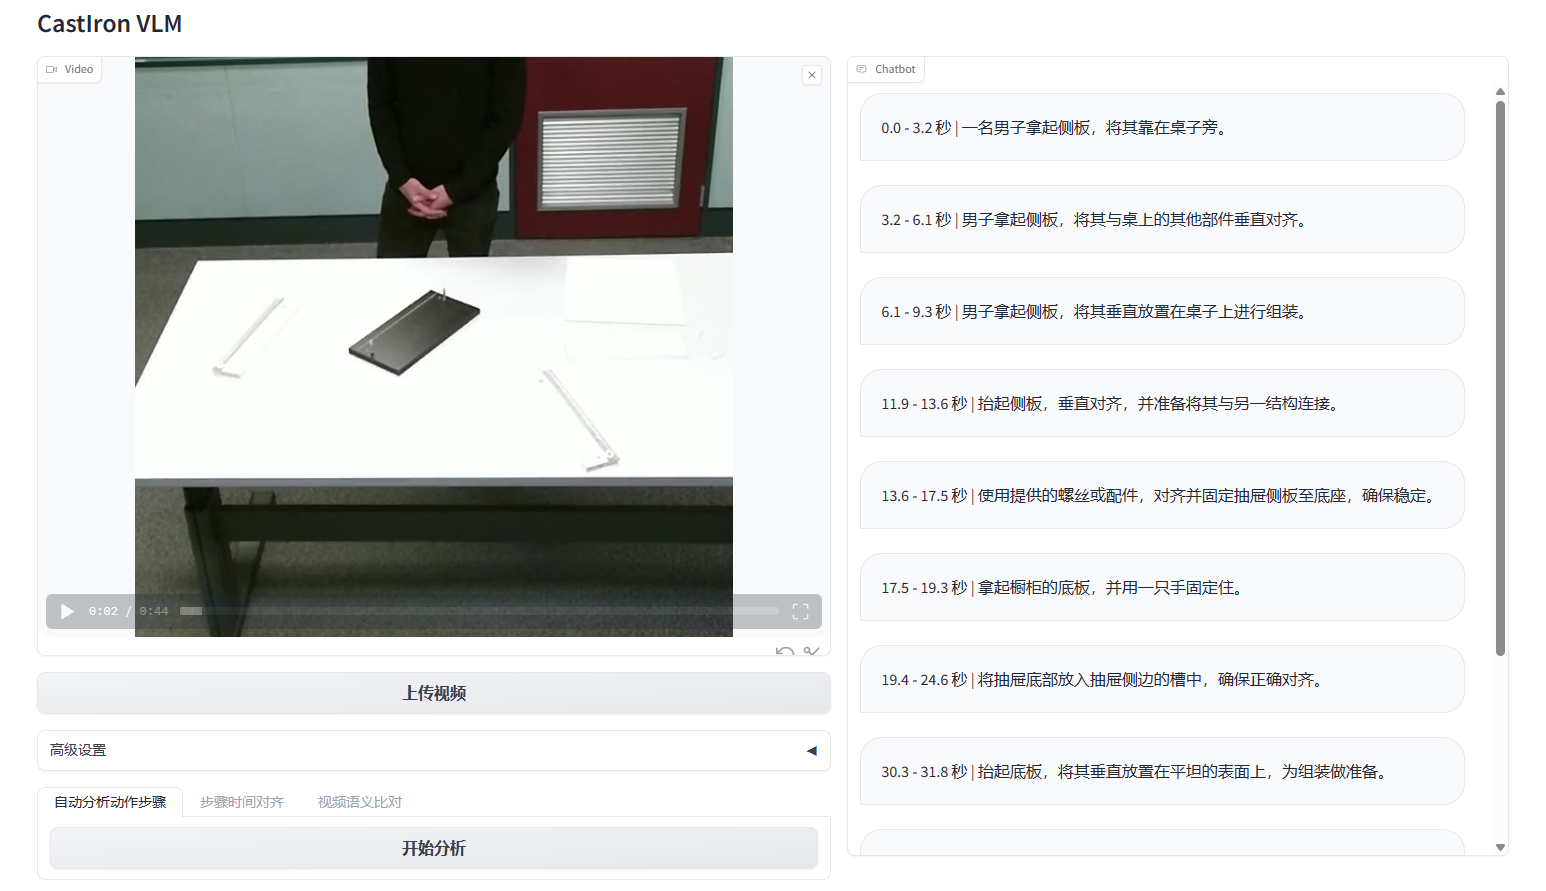 CastIron VLM
Video
0:02 / 0:44
上传视频
高级设置
自动分析动作步骤
步骤时间对齐
视频语义比对
开始分析
Chatbot
0.0 - 3.2 秒 | 一名男子拿起侧板，将其靠在桌子旁。
3.2 - 6.1 秒 | 男子拿起侧板，将其与桌上的其他部件垂直对齐。
6.1 - 9.3 秒 | 男子拿起侧板，将其垂直放置在桌子上进行组装。
11.9 - 13.6 秒 | 抬起侧板，垂直对齐，并准备将其与另一结构连接。
13.6 - 17.5 秒 | 使用提供的螺丝或配件，对齐并固定抽屉侧板至底座，确保稳定。
17.5 - 19.3 秒 | 拿起橱柜的底板，并用一只手固定住。
19.4 - 24.6 秒 | 将抽屉底部放入抽屉侧边的槽中，确保正确对齐。
30.3 - 31.8 秒 | 抬起底板，将其垂直放置在平坦的表面上，为组装做准备。